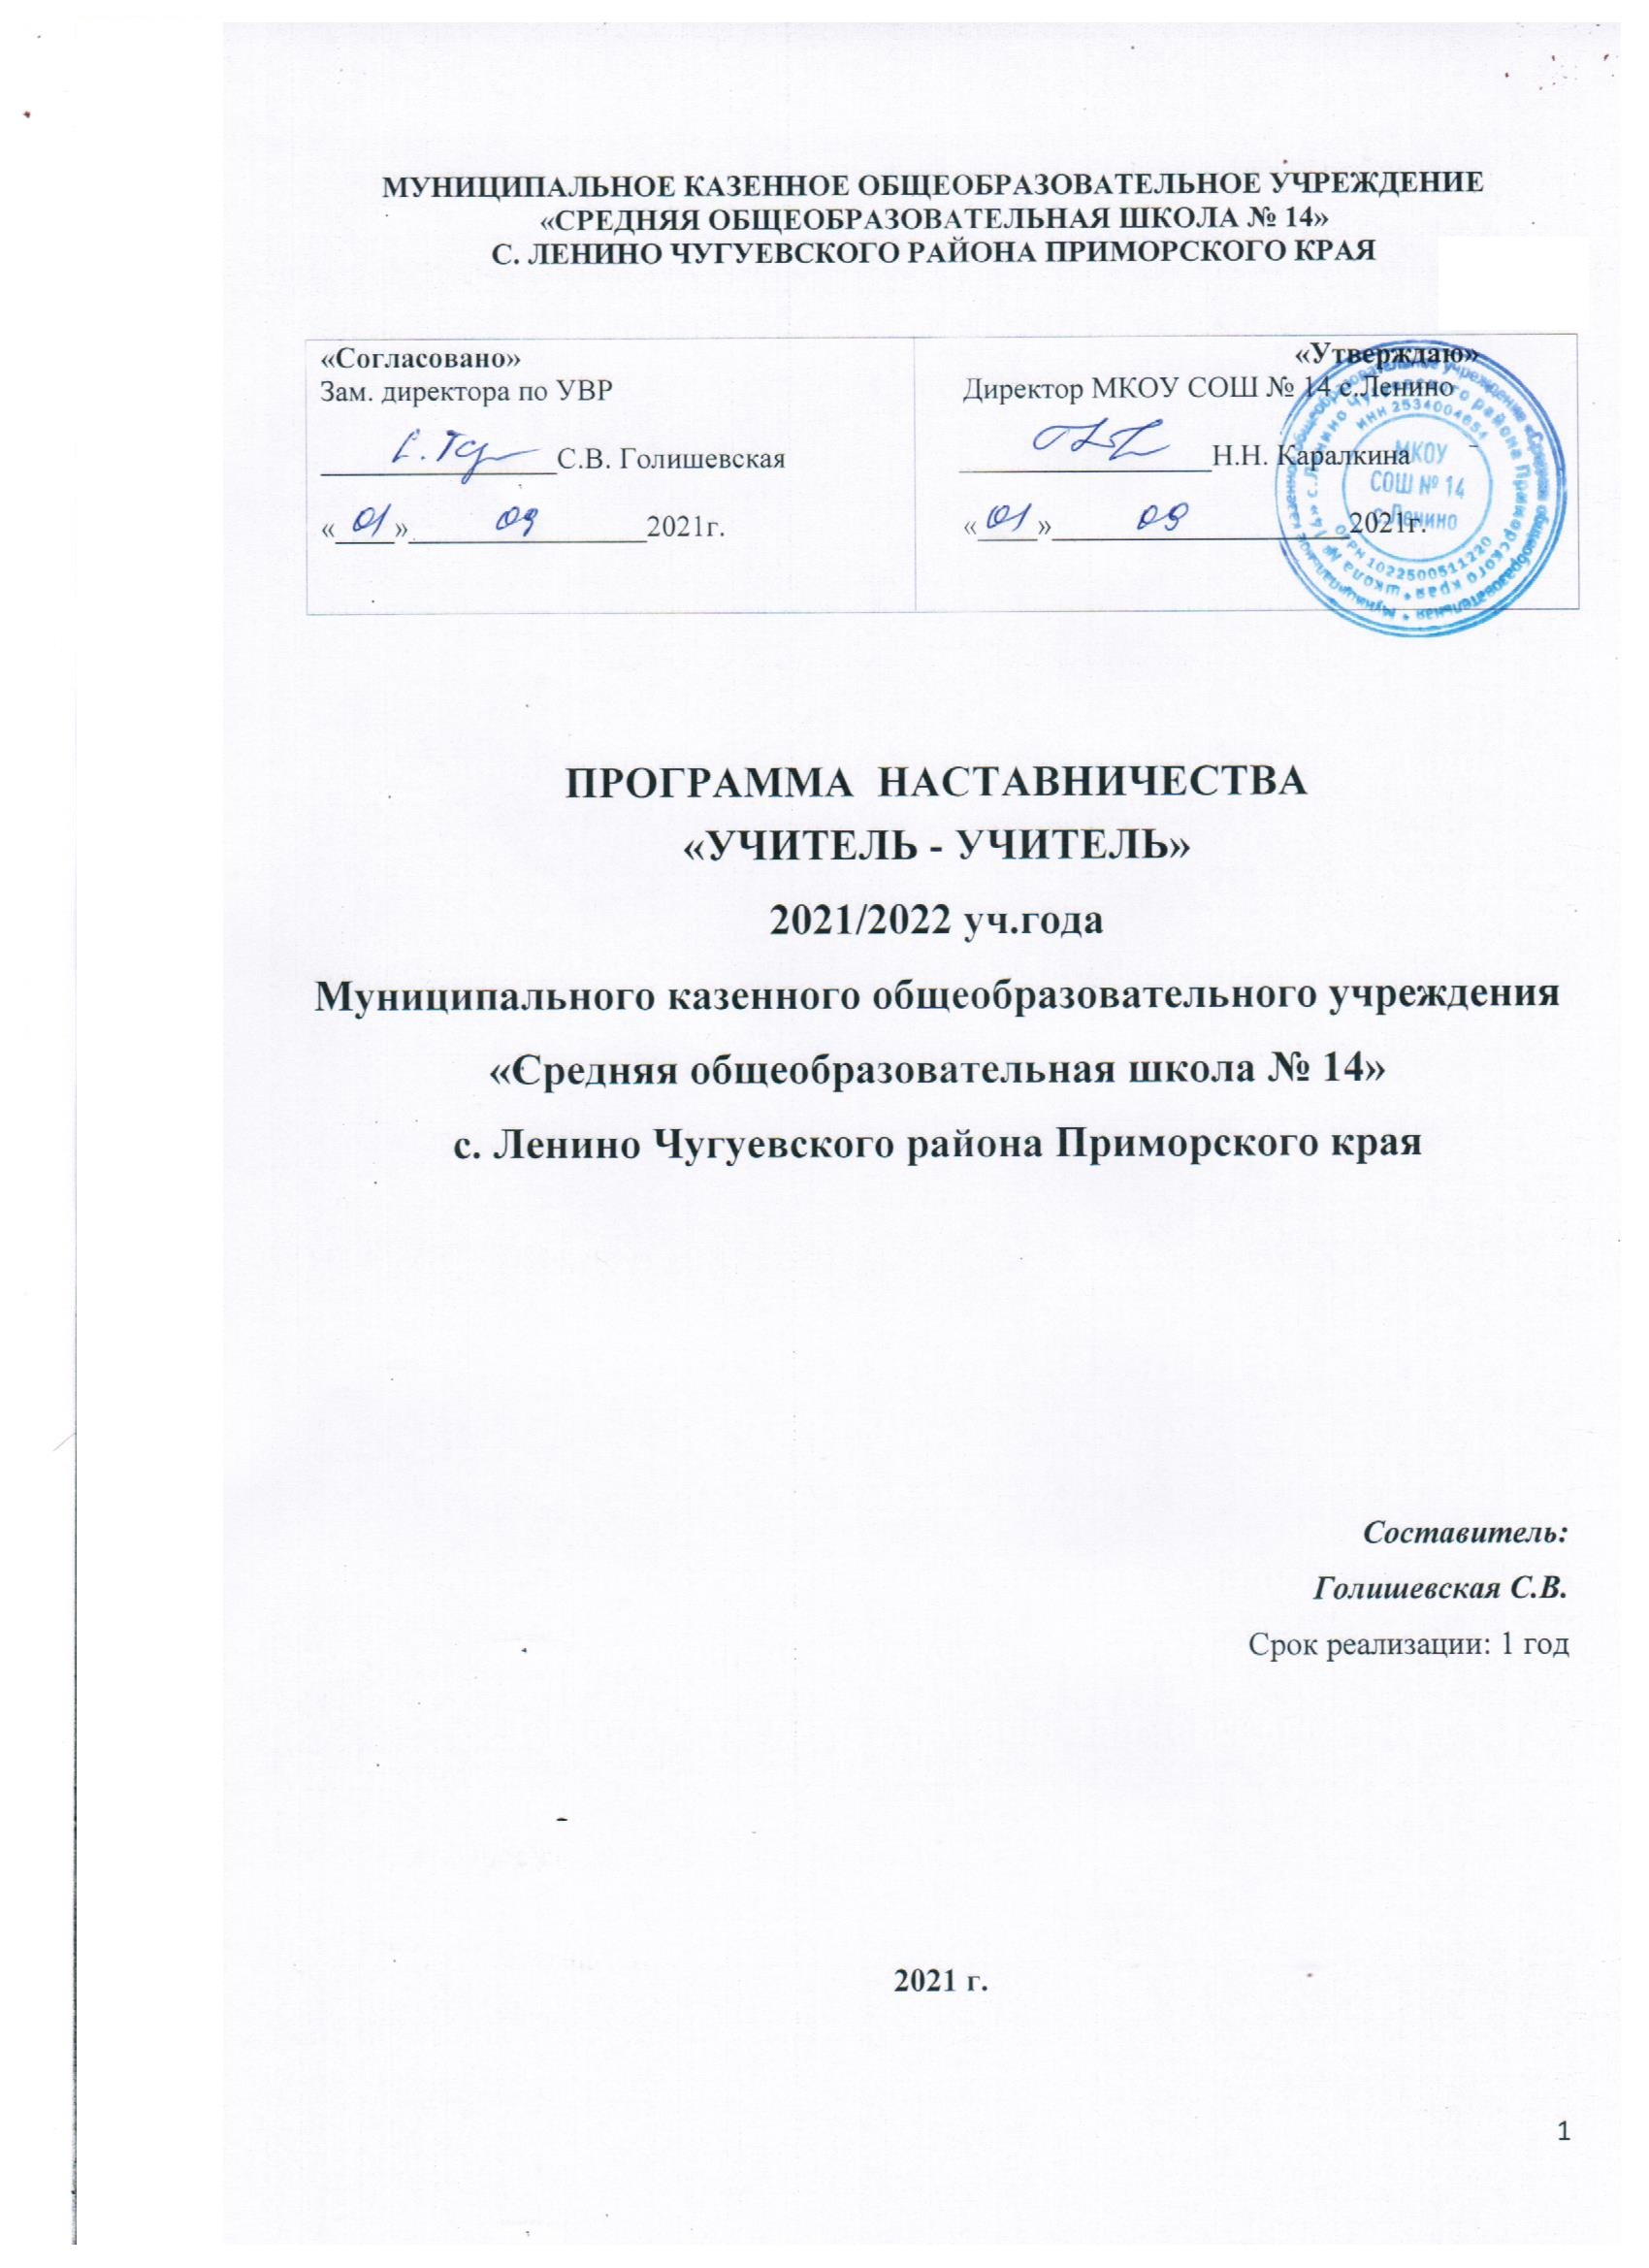 МУНИЦИПАЛЬНОЕ КАЗЕННОЕ ОБЩЕОБРАЗОВАТЕЛЬНОЕ УЧРЕЖДЕНИЕ
«СРЕДНЯЯ ОБЩЕОБРАЗОВАТЕЛЬНАЯ ШКОЛА № 14»
С. ЛЕНИНО ЧУГУЕВСКОГО РАЙОНА ПРИМОРСКОГО КРАЯ
«Согласовано»
Зам. директора по УВР
С.В. Голишевская
«01» 09 2021г.
«Утверждаю»
Директор МКОУ СОШ № 14 с.Ленино
Н.Н. Каралкина
«01» 09 2021г.
МКОУ
СОШ № 14
с.Ленино
ОГРН 1022500511220
ПРОГРАММА НАСТАВНИЧЕСТВА
«УЧИТЕЛЬ - УЧИТЕЛЬ»
2021/2022 уч.года
Муниципального казенного общеобразовательного учреждения
«Средняя общеобразовательная школа № 14»
с. Ленино Чугуевского района Приморского края
Составитель:
Голишевская С.В.
Срок реализации: 1 год
2021 г.
1